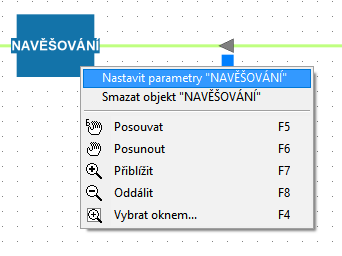 NAVĚŠOVÁNÍ
Nastavit parametry "NAVĚŠOVÁNÍ"
Smazat objekt "NAVĚŠOVÁNÍ"
Posouvat F5
Posunout F6
Přiblížit F7
Oddálit F8
Vybrat oknem... F4